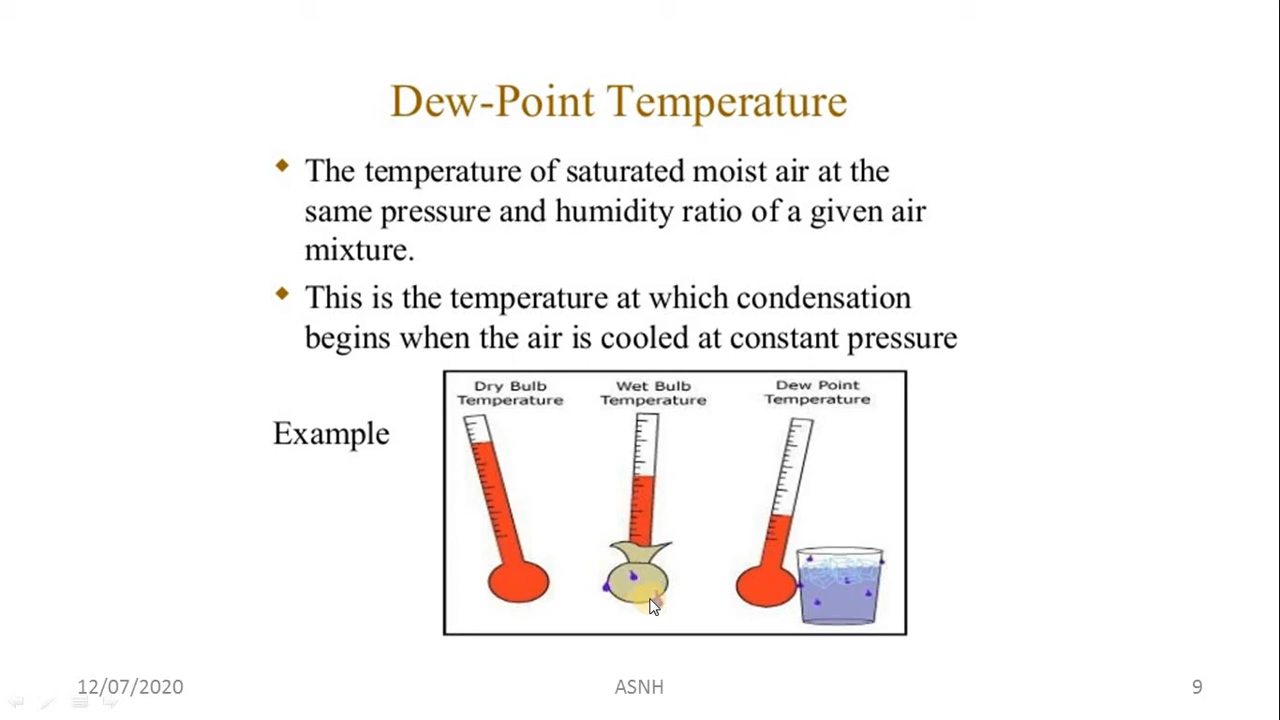 Dew-Point Temperature
The temperature of saturated moist air at the
same pressure and humidity ratio of a given air
mixture.
This is the temperature at which condensation
begins when the air is cooled at constant pressure
Example
Dry Bulb
Temperature
Wet Bulb
Temperature
Dew Point
Temperature
12/07/2020
ASNH
9